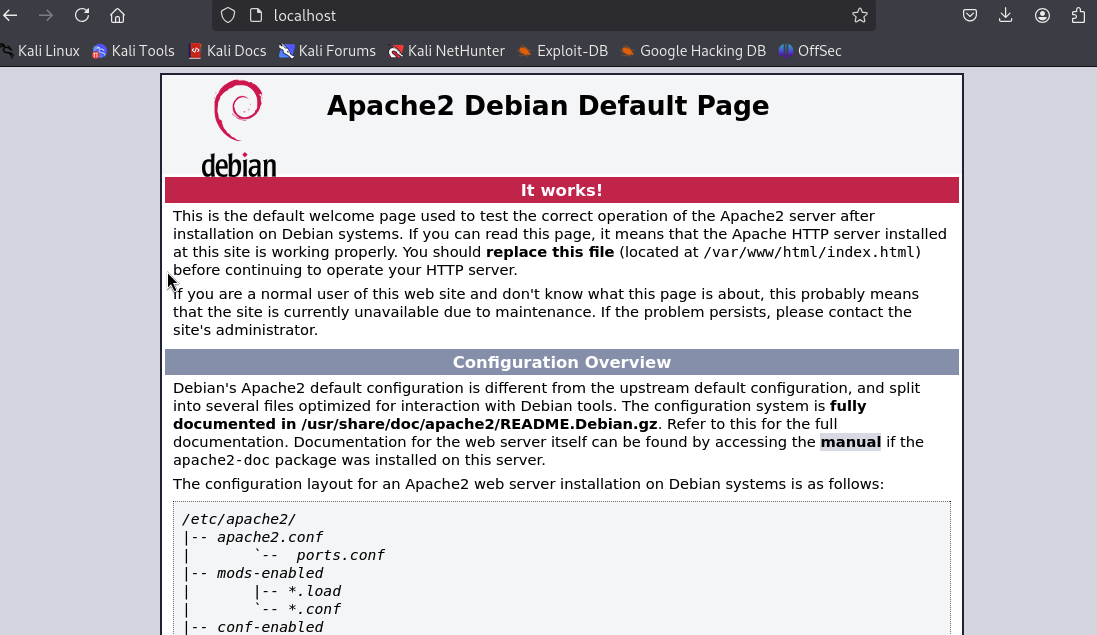 localhost
Kali Linux Kali Tools Kali Docs Kali Forums Kali NetHunter Exploit-DB Google Hacking DB OffSec
debian
Apache2 Debian Default Page
It works!
This is the default welcome page used to test the correct operation of the Apache2 server after
installation on Debian systems. If you can read this page, it means that the Apache HTTP server installed
at this site is working properly. You should replace this file (located at /var/www/html/index.html)
before continuing to operate your HTTP server.
If you are a normal user of this web site and don't know what this page is about, this probably means
that the site is currently unavailable due to maintenance. If the problem persists, please contact the
site's administrator.
Configuration Overview
Debian's Apache2 default configuration is different from the upstream default configuration, and split
into several files optimized for interaction with Debian tools. The configuration system is fully
documented in /usr/share/doc/apache2/README.Debian.gz. Refer to this for the full
documentation. Documentation for the web server itself can be found by accessing the manual if the
apache2-doc package was installed on this server.
The configuration layout for an Apache2 web server installation on Debian systems is as follows:
/etc/apache2/
|-- apache2.conf
|       `--  ports.conf
|-- mods-enabled
|       |-- *.load
|       `-- *.conf
|-- conf-enabled